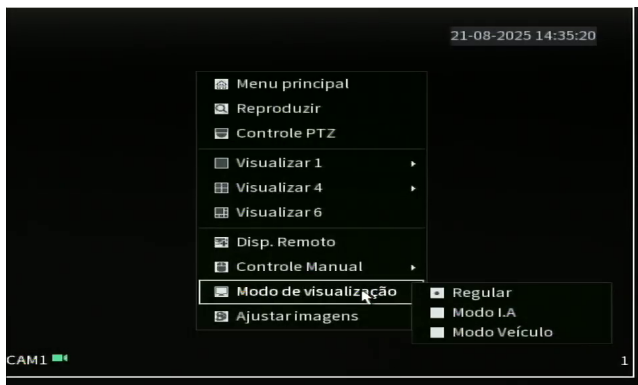 21-08-2025 14:35:20
Menu principal
Reproduzir
Controle PTZ
Visualizar 1
Visualizar 4
Visualizar 6
Disp. Remoto
Controle Manual
Modo de visualização
Regular
Modo I.A
Modo Veículo
Ajustar imagens
CAM1
1